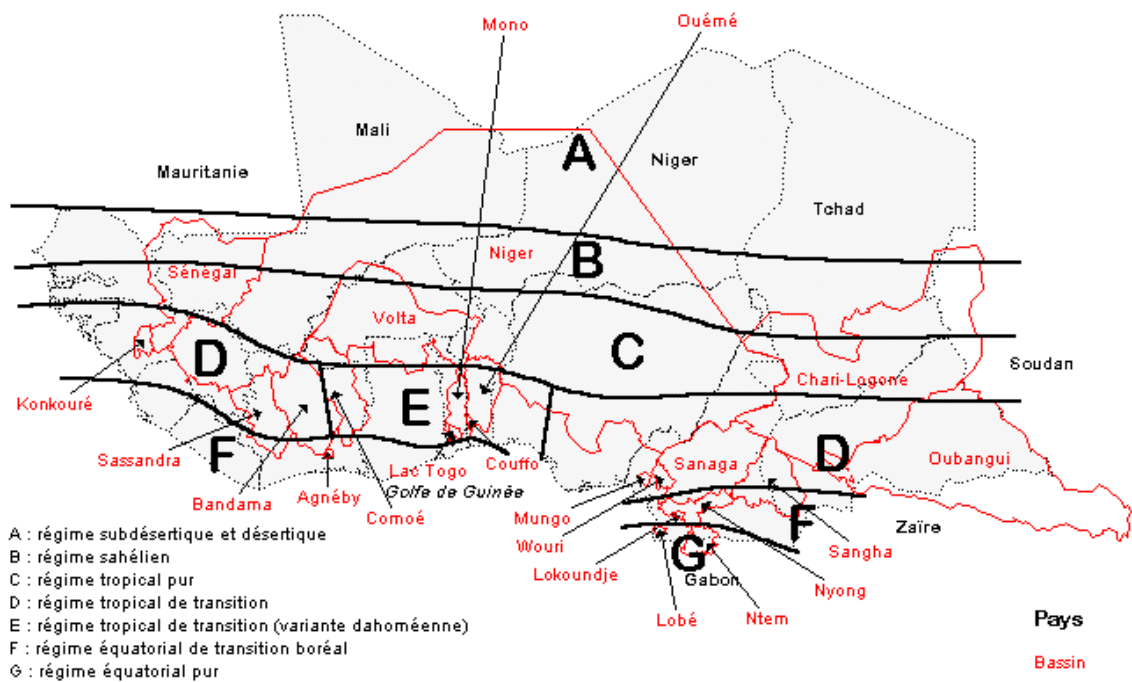 Mono
Ouémé
Mali
A
Niger
Mauritanie
Tchad
Niger
B
Sénégal
Volta
D
C
Soudan
Chari-Logone
Konkouré
E
F
Sassandra
Lac Togo
Couffo
Sanaga
D
Oubangui
Bandama
Agnéby
Comoé
Golfe de Guinée
Mungo
F
Zaïre
Wouri
Sangha
Lokoundje
G
Gabon
Nyong
Lobé
Ntem
A : régime subdésertique et désertique
B : régime sahélien
C : régime tropical pur
D : régime tropical de transition
E : régime tropical de transition (variante dahoméenne)
F : régime équatorial de transition boréal
G : régime équatorial pur
Pays
Bassin